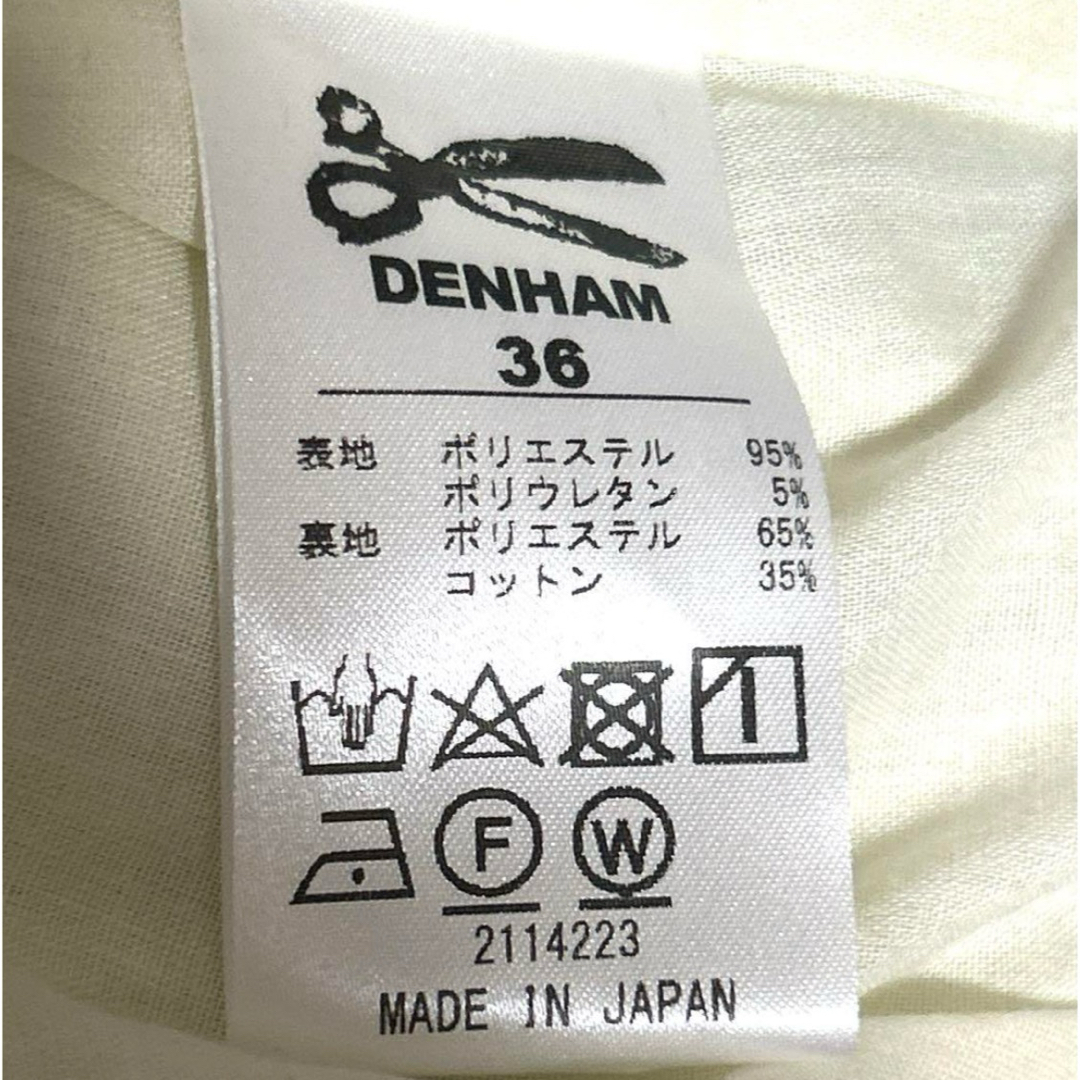 DENHAM
36
表地 ポリエステル 95%
ポリウレタン 5%
裏地 ポリエステル 65%
コットン 35%
F W
2114223
MADE IN JAPAN